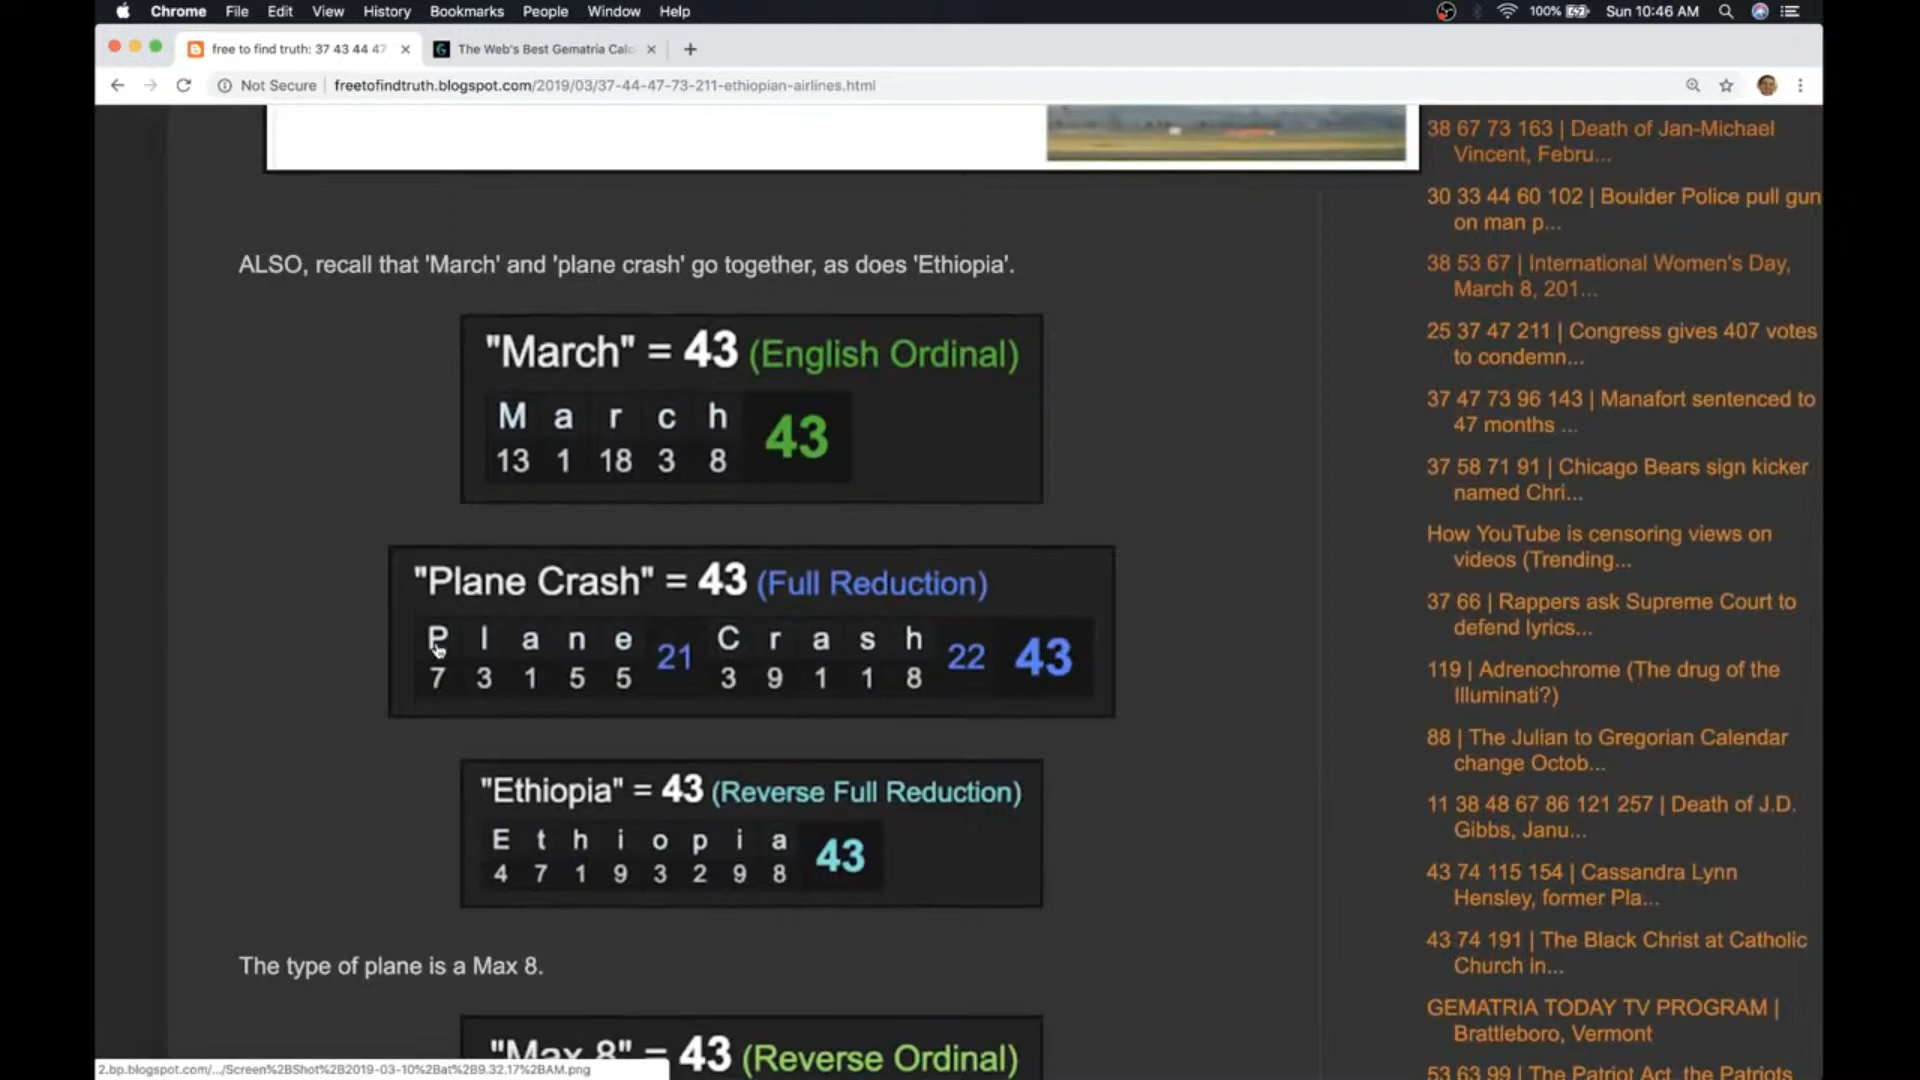 Chrome File Edit View History Bookmarks People Window Help 100% Sun 10:46 AM
free to find truth: 37 43 44 47 The Web's Best Gematria Calc
Not Secure | freetofindtruth.blogspot.com/2019/03/37-44-47-73-211-ethiopian-airlines.html
ALSO, recall that 'March' and 'plane crash' go together, as does 'Ethiopia'.
"March" = 43 (English Ordinal)
M a r c h
13 1 18 3 8
43
"Plane Crash" = 43 (Full Reduction)
P l a n e C r a s h
7 3 1 5 5 21 3 9 1 1 8 22 43
"Ethiopia" = 43 (Reverse Full Reduction)
E t h i o p i a
4 7 1 9 3 2 9 8
43
The type of plane is a Max 8.
"Max 8" = 43 (Reverse Ordinal)
2.bp.blogspot.com/.../Screen%2BShot%2B2019-03-10%2Bat%2B9.32.17%2BAM.png
38 67 73 163 | Death of Jan-Michael
Vincent, Febru...
30 33 44 60 102 | Boulder Police pull gun
on man p...
38 53 67 | International Women's Day,
March 8, 201...
25 37 47 211 | Congress gives 407 votes
to condemn...
37 47 73 96 143 | Manafort sentenced to
47 months ...
37 58 71 91 | Chicago Bears sign kicker
named Chri...
How YouTube is censoring views on
videos (Trending...
37 66 | Rappers ask Supreme Court to
defend lyrics...
119 | Adrenochrome (The drug of the
Illuminati?)
88 | The Julian to Gregorian Calendar
change Octob...
11 38 48 67 86 121 257 | Death of J.D.
Gibbs, Janu...
43 74 115 154 | Cassandra Lynn
Hensley, former Pla...
43 74 191 | The Black Christ at Catholic
Church in...
GEMATRIA TODAY TV PROGRAM |
Brattleboro, Vermont
53 63 99 | The Patriot Act, the Patriots